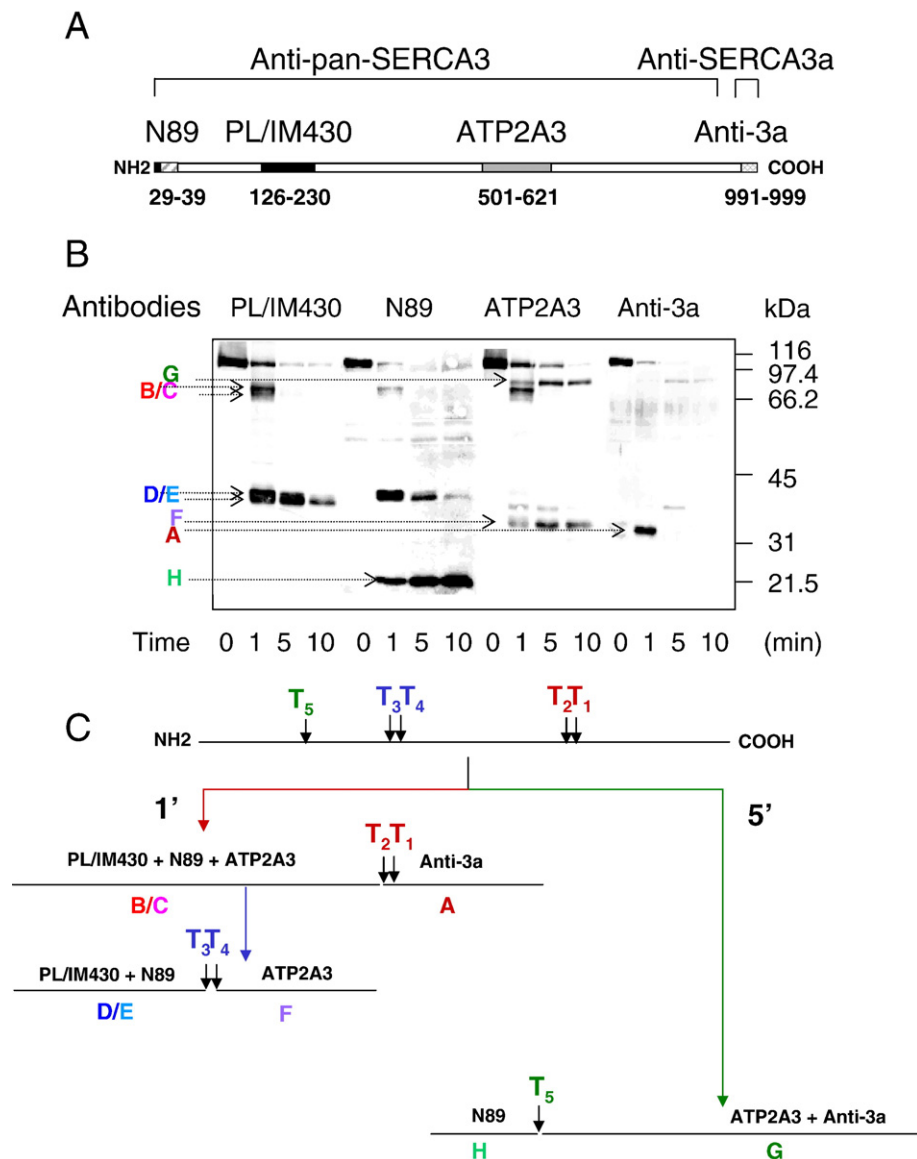 A
Anti-pan-SERCA3 Anti-SERCA3a
N89 PL/IM430 ATP2A3 Anti-3a
NH2 COOH
29-39 126-230 501-621 991-999
B
Antibodies PL/IM430 N89 ATP2A3 Anti-3a kDa
116
G 97.4
B/C 66.2
45
D/E
F
A 31
H 21.5
Time 0 1 5 10 0 1 5 10 0 1 5 10 0 1 5 10 (min)
C
T5 T3T4 T2T1
NH2 COOH
1’ 5’
T2T1
PL/IM430 + N89 + ATP2A3 Anti-3a
B/C A
T3T4
PL/IM430 + N89 ATP2A3
D/E F
T5
N89 ATP2A3 + Anti-3a
H G